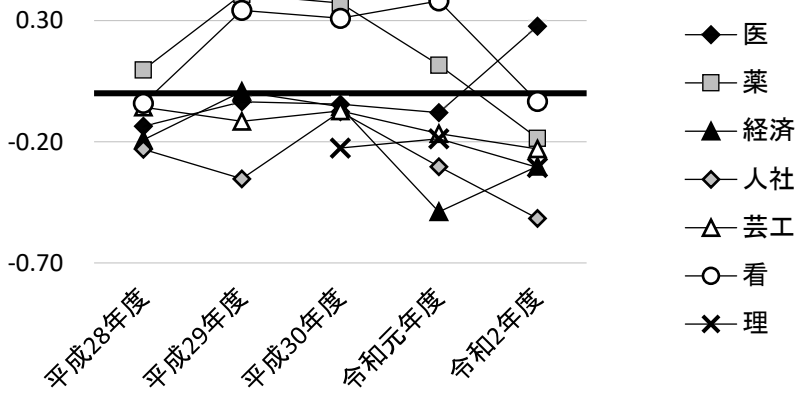 0.30
-0.20
-0.70
平成28年度
平成29年度
平成30年度
令和元年度
令和2年度
医
薬
経済
人社
芸工
看
理